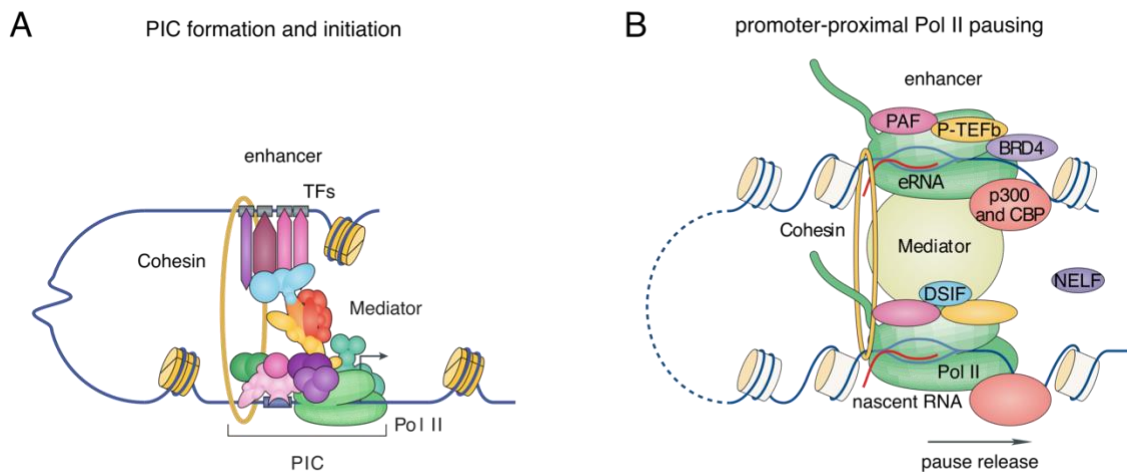 A
PIC formation and initiation
enhancer
TFs
Cohesin
Mediator
Pol II
PIC
B
promoter-proximal Pol II pausing
enhancer
PAF
P-TEFb
BRD4
eRNA
p300
and CBP
Cohesin
Mediator
NELF
DSIF
Pol II
nascent RNA
pause release